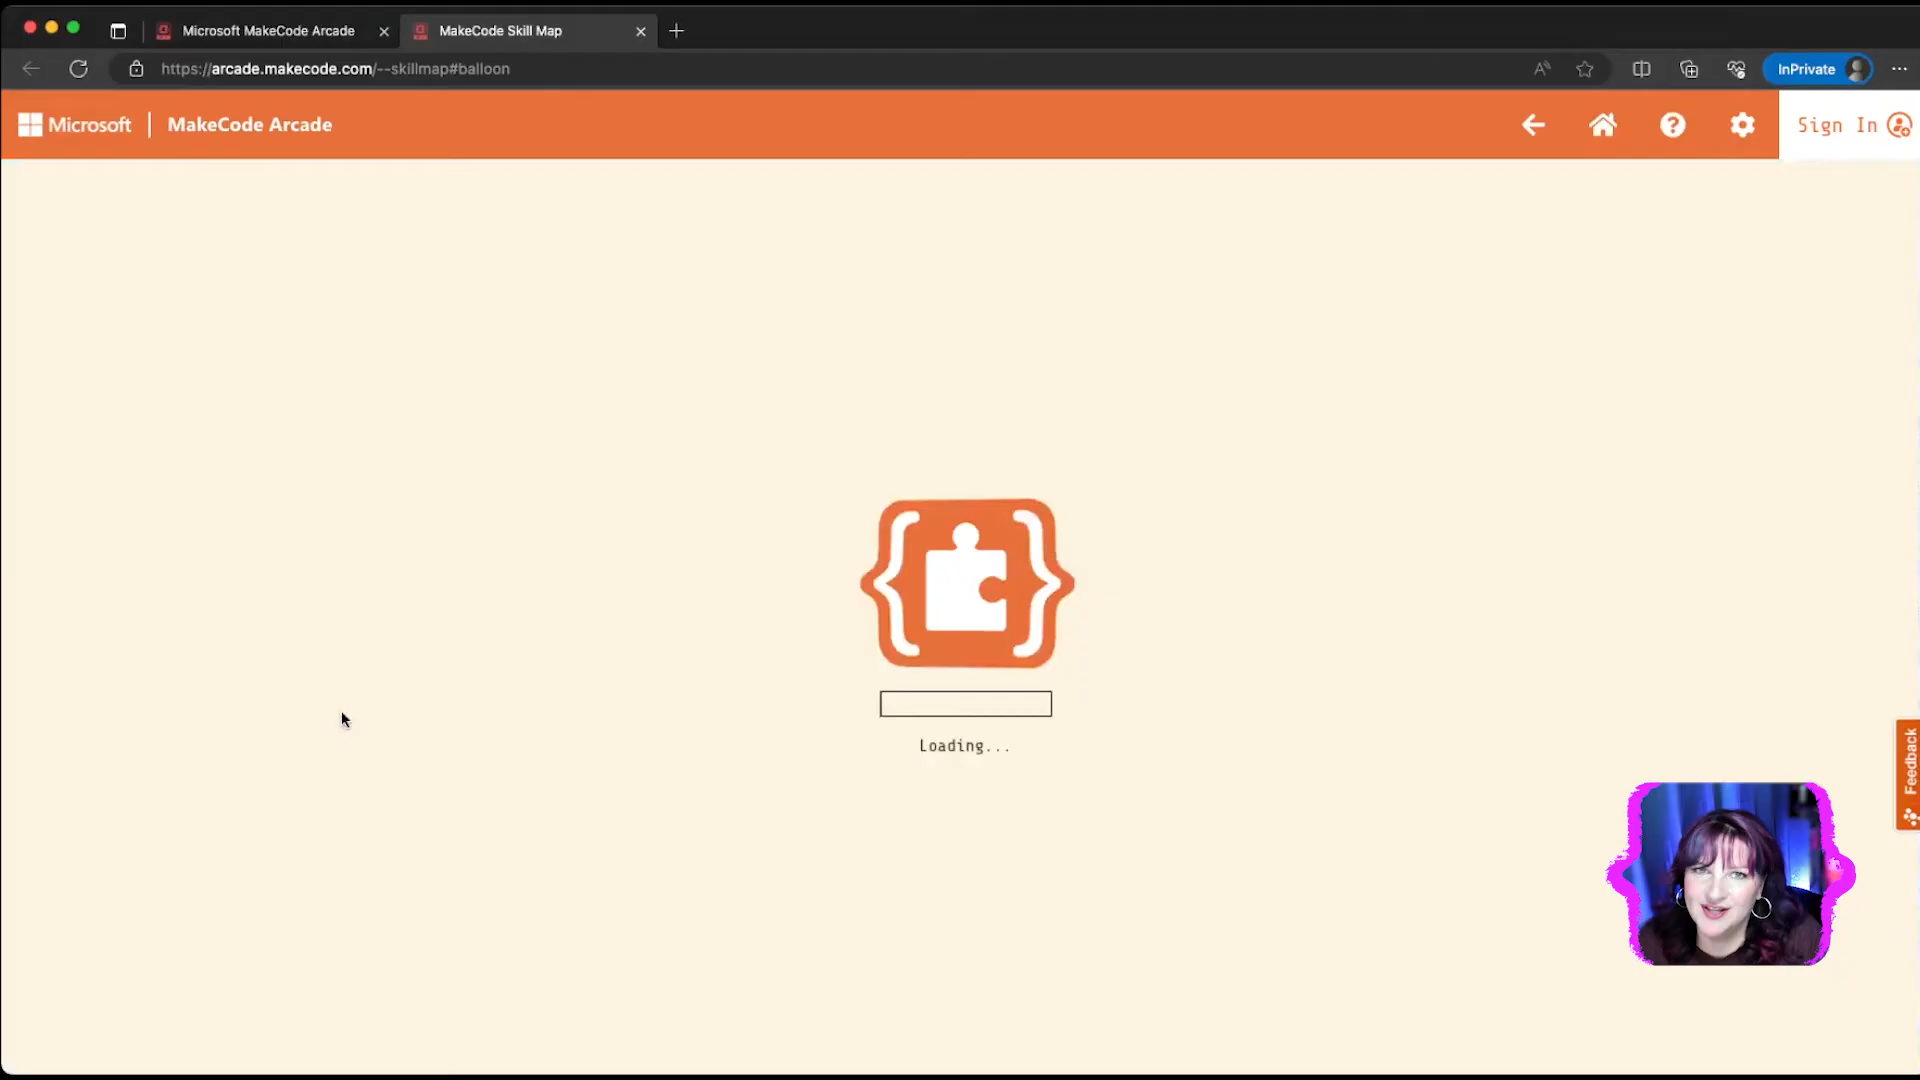 Microsoft MakeCode Arcade
MakeCode Skill Map
https://arcade.makecode.com/--skillmap#balloon
InPrivate
Microsoft | MakeCode Arcade
Sign In
Loading...
Feedback